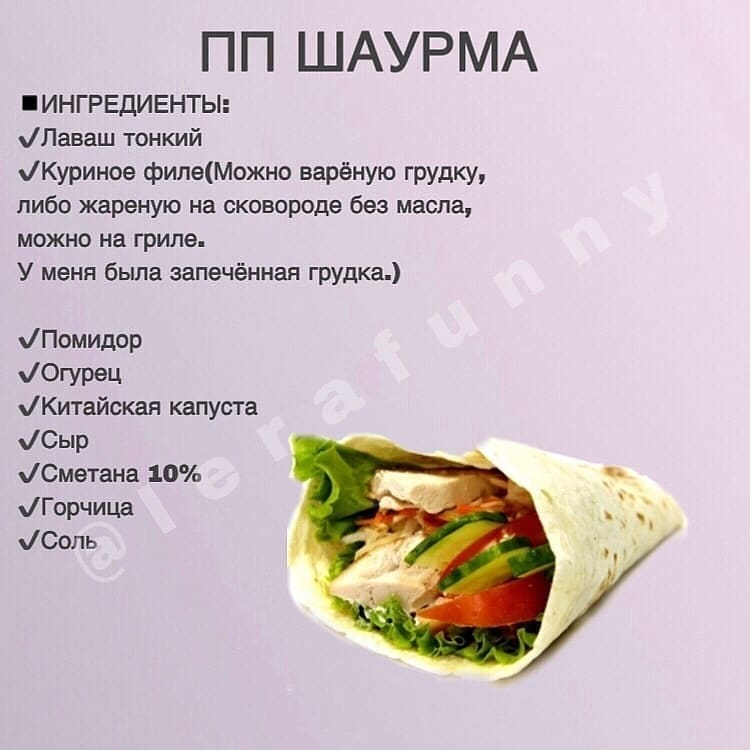 ПП ШАУРМА
■ИНГРЕДИЕНТЫ:
✓Лаваш тонкий
✓Куриное филе(Можно варёную грудку,
либо жареную на сковороде без масла,
можно на гриле.
У меня была запечённая грудка.)
✓Помидор
✓Огурец
✓Китайская капуста
✓Сыр
✓Сметана 10%
✓Горчица
✓Соль
@lerafunny